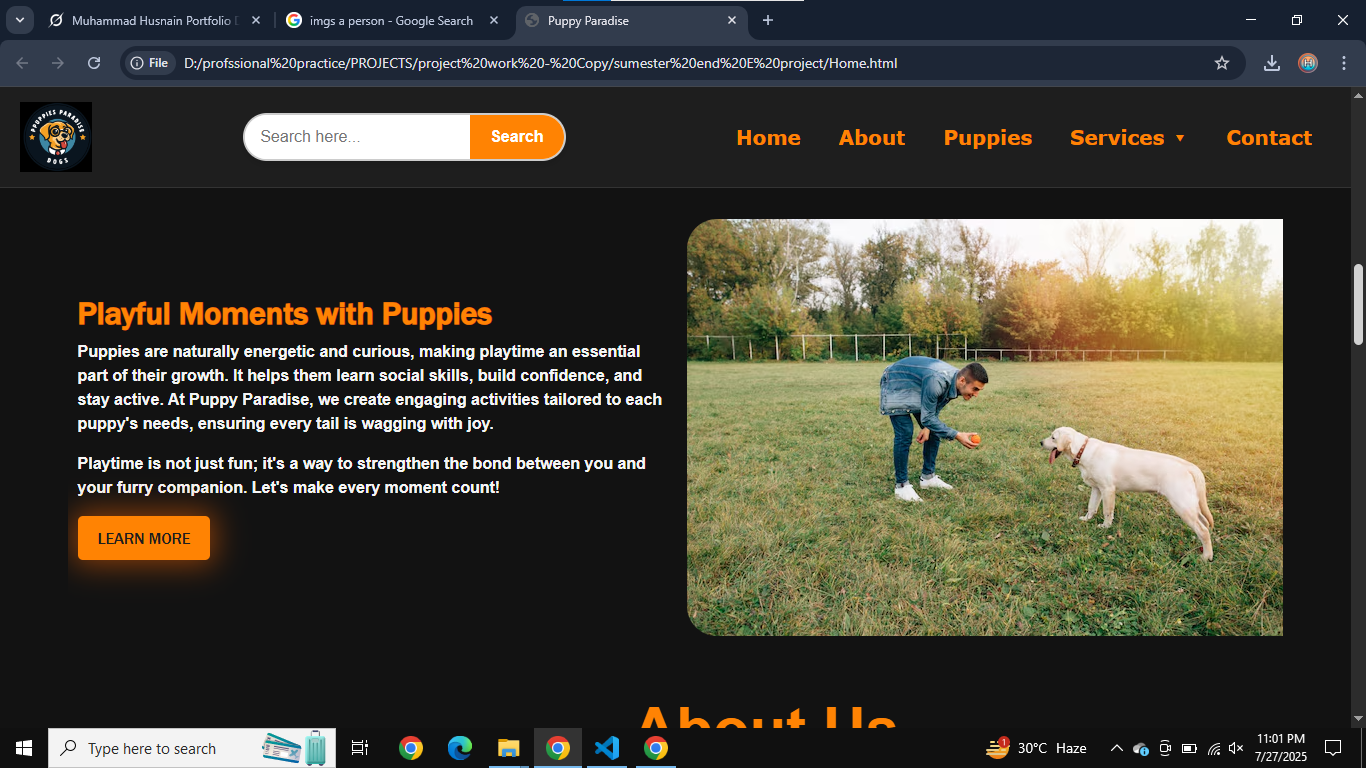 Muhammad Husnain Portfolio
imgs a person - Google Search
Puppy Paradise
File
D:/profssional%20practice/PROJECTS/project%20work%20-%20Copy/sumester%20end%20E%20project/Home.html
PPUPPIES PARADISE
DOGS
Search here...
Search
Home
About
Puppies
Services
Contact
Playful Moments with Puppies
Puppies are naturally energetic and curious, making playtime an essential
part of their growth. It helps them learn social skills, build confidence, and
stay active. At Puppy Paradise, we create engaging activities tailored to each
puppy's needs, ensuring every tail is wagging with joy.
Playtime is not just fun; it's a way to strengthen the bond between you and
your furry companion. Let's make every moment count!
LEARN MORE
About Us
Type here to search
1
30°C Haze
11:01 PM
7/27/2025